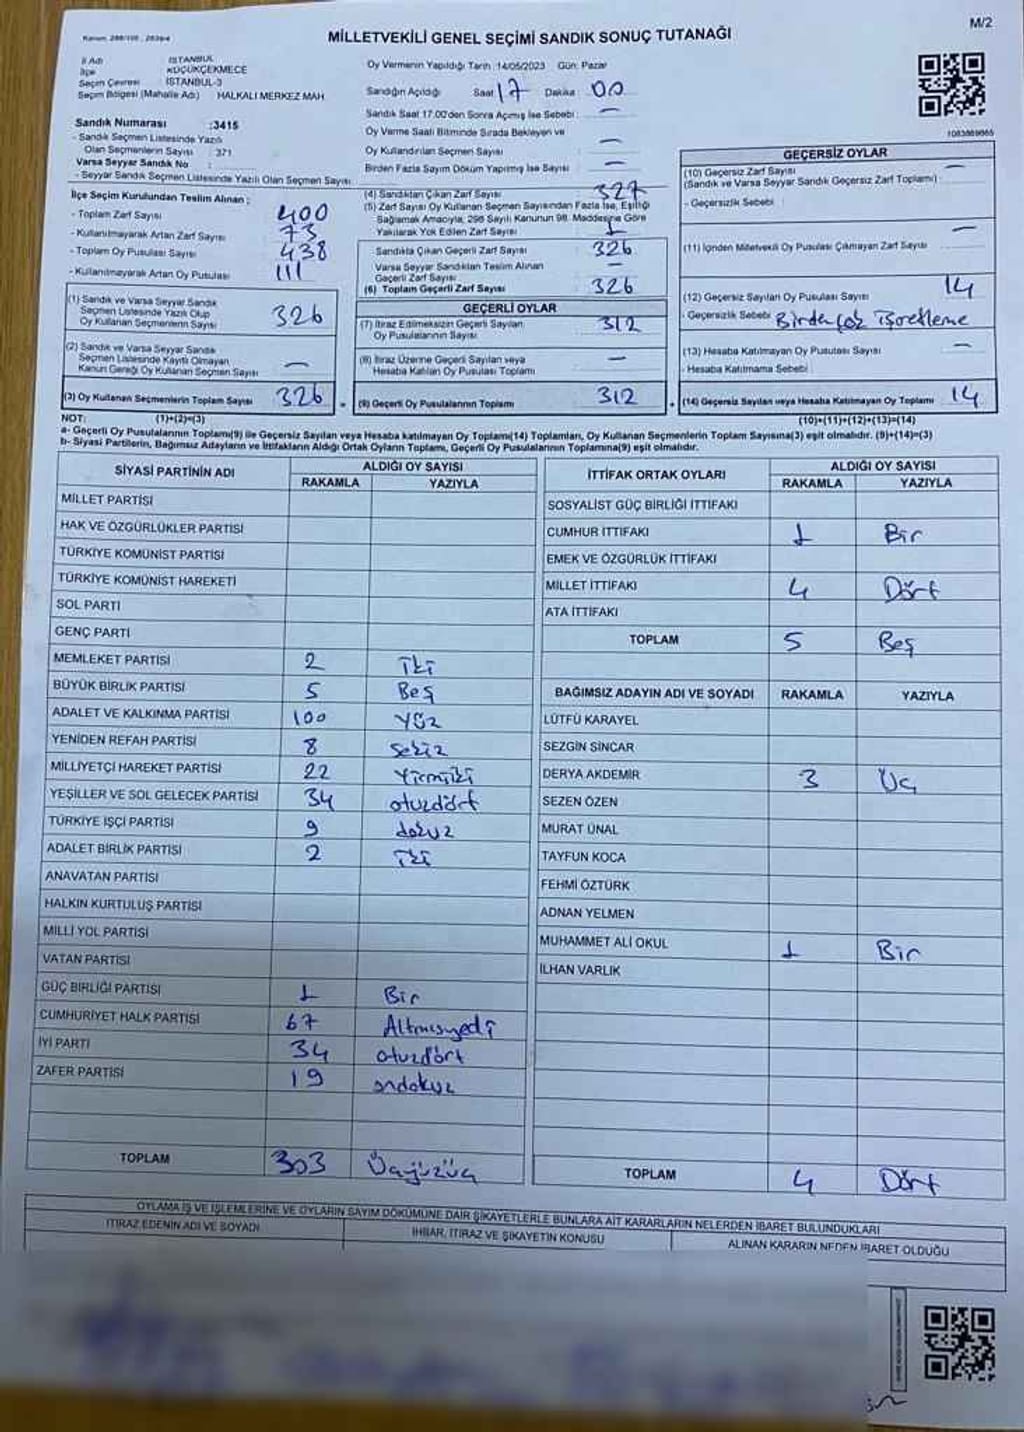 M/2
MİLLETVEKİLİ GENEL SEÇİMİ SANDIK SONUÇ TUTANAĞI
İl Adı : İSTANBUL
İlçe : KÜÇÜKÇEKMECE
Seçim Çevresi : İSTANBUL-3
Seçim Bölgesi (Mahalle Adı) : HALKALI MERKEZ MAH.
Sandık Numarası :3415
- Sandık Seçmen Listesinde Yazılı
Olan Seçmenlerin Sayısı : 371
Varsa Seyyar Sandık No :
- Seyyar Sandık Seçmen Listesinde Yazılı Olan Seçmen Sayısı:
Oy Vermenin Yapıldığı Tarih :14/05/2023 Gün: Pazar
Sandığın Açıldığı Saat 17 Dakika : 00
Sandık Saat 17.00'den Sonra Açılmış İse Sebebi : —
Oy Verme Saati Bitiminde Sırada Bekleyen ve
Oy Kullandırılan Seçmen Sayısı —
Birden Fazla Sayım Döküm Yapılmış İse Sayısı —
İlçe Seçim Kurulundan Teslim Alınan ;
- Toplam Zarf Sayısı 400
- Kullanılmayarak Artan Zarf Sayısı 73
- Toplam Oy Pusulası Sayısı 438
- Kullanılmayarak Artan Oy Pusulası 111
(1) Sandık ve Varsa Seyyar Sandık
Seçmen Listesinde Yazılı Olup
Oy Kullanan Seçmenlerin Sayısı 326
(2) Sandık ve Varsa Seyyar Sandık
Seçmen Listesinde Kayıtlı Olmayan
Kanun Gereği Oy Kullanan Seçmen Sayısı —
(3) Oy Kullanan Seçmenlerin Toplam Sayısı 326
(4) Sandıktan Çıkan Zarf Sayısı 327
(5) Zarf Sayısı Oy Kullanan Seçmen Sayısından Fazla İse, Eşitliği
Bağlamak Amacıyla, 298 Sayılı Kanunun 98. Maddesine Göre
Yakılarak Yok Edilen Zarf Sayısı : 1
Sandıkta Çıkan Geçerli Zarf Sayısı 326
Varsa Seyyar Sandıktan Teslim Alınan
Geçerli Zarf Sayısı —
(6) Toplam Geçerli Zarf Sayısı 326
GEÇERLİ OYLAR
(7) İtiraz Edilmeksizin Geçerli Sayılan
Oy Pusulalarının Sayısı 312
(8) İtiraz Üzerine Geçerli Sayılan veya
Hesaba Katılan Oy Pusulası Toplamı —
(9) Geçerli Oy Pusulalarının Toplamı 312
1083869865
GEÇERSİZ OYLAR
(10) Geçersiz Zarf Sayısı —
(Sandık ve Varsa Seyyar Sandık Geçersiz Zarf Toplamı) :
- Geçersizlik Sebebi :
(11) İçinden Milletvekili Oy Pusulası Çıkmayan Zarf Sayısı —
(12) Geçersiz Sayılan Oy Pusulası Sayısı 14
- Geçersizlik Sebebi Birden çok işaretleme
(13) Hesaba Katılmayan Oy Pusulası Sayısı —
- Hesaba Katılmama Sebebi :
(14) Geçersiz Sayılan veya Hesaba Katılmayan Oy Toplamı 14
NOT: (1)+(2)=(3) (10)+(11)+(12)+(13)=(14)
a- Geçerli Oy Pusulalarının Toplamı(9) ile Geçersiz Sayılan veya Hesaba katılmayan Oy Toplamı(14) Toplamları, Oy Kullanan Seçmenlerin Toplam Sayısına(3) eşit olmalıdır. (9)+(14)=(3)
b- Siyasi Partilerin, Bağımsız Adayların ve İttifakların Aldığı Ortak Oyların Toplamı, Geçerli Oy Pusulalarının Toplamına(9) eşit olmalıdır.
SİYASİ PARTİNİN ADI ALDIĞI OY SAYISI
RAKAMLA YAZIYLA
MİLLET PARTİSİ
HAK VE ÖZGÜRLÜKLER PARTİSİ
TÜRKİYE KOMÜNİST PARTİSİ
TÜRKİYE KOMÜNİST HAREKETİ
SOL PARTİ
GENÇ PARTİ
MEMLEKET PARTİSİ 2 İki
BÜYÜK BİRLİK PARTİSİ 5 Beş
ADALET VE KALKINMA PARTİSİ 100 Yüz
YENİDEN REFAH PARTİSİ 8 Sekiz
MİLLİYETÇİ HAREKET PARTİSİ 22 Yirmiiki
YEŞİLLER VE SOL GELECEK PARTİSİ 34 otuzdört
TÜRKİYE İŞÇİ PARTİSİ 9 dokuz
ADALET BİRLİK PARTİSİ 2 iki
ANAVATAN PARTİSİ
HALKIN KURTULUŞ PARTİSİ
MİLLİ YOL PARTİSİ
VATAN PARTİSİ
GÜÇ BİRLİĞİ PARTİSİ 1 Bir
CUMHURİYET HALK PARTİSİ 67 Altmışyedi
İYİ PARTİ 34 otuzdört
ZAFER PARTİSİ 19 ondokuz
TOPLAM 303 Üçyüzüç
İTTİFAK ORTAK OYLARI ALDIĞI OY SAYISI
RAKAMLA YAZIYLA
SOSYALİST GÜÇ BİRLİĞİ İTTİFAKI
CUMHUR İTTİFAKI 1 Bir
EMEK VE ÖZGÜRLÜK İTTİFAKI
MİLLET İTTİFAKI 4 Dört
ATA İTTİFAKI
TOPLAM 5 Beş
BAĞIMSIZ ADAYIN ADI VE SOYADI RAKAMLA YAZIYLA
LÜTFÜ KARAYEL
SEZGİN SİNCAR
DERYA AKDEMİR 3 Üç
SEZEN ÖZEN
MURAT ÜNAL
TAYFUN KOCA
FEHMİ ÖZTÜRK
ADNAN YELMEN
MUHAMMET ALİ OKUL 1 Bir
İLHAN VARLIK
TOPLAM 4 Dört
OYLAMA İŞ VE İŞLEMLERİNE VE OYLARIN SAYIM DÖKÜMÜNE DAİR ŞİKAYETLERLE BUNLARA AİT KARARLARIN NELERDEN İBARET BULUNDUKLARI
İTİRAZ EDENİN ADI VE SOYADI İHBAR, İTİRAZ VE ŞİKAYETİN KONUSU ALINAN KARARIN NEDEN İBARET OLDUĞU